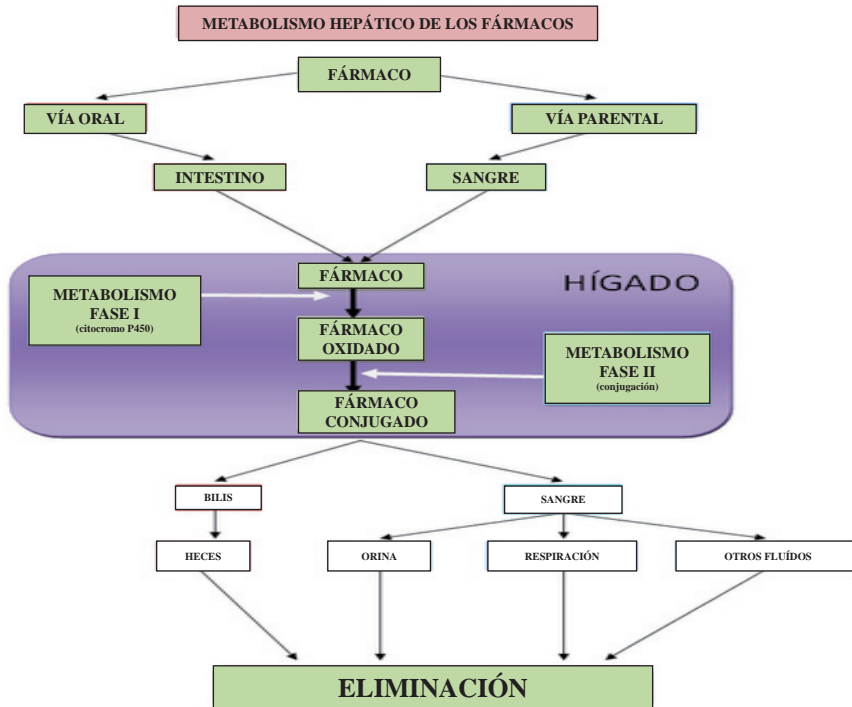 METABOLISMO HEPÁTICO DE LOS FÁRMACOS
FÁRMACO
VÍA ORAL
VÍA PARENTAL
INTESTINO
SANGRE
FÁRMACO
HÍGADO
METABOLISMO
FASE I
(citocromo P450)
FÁRMACO
OXIDADO
METABOLISMO
FASE II
(conjugación)
FÁRMACO
CONJUGADO
BILIS
SANGRE
HECES
ORINA
RESPIRACIÓN
OTROS FLUÍDOS
ELIMINACIÓN